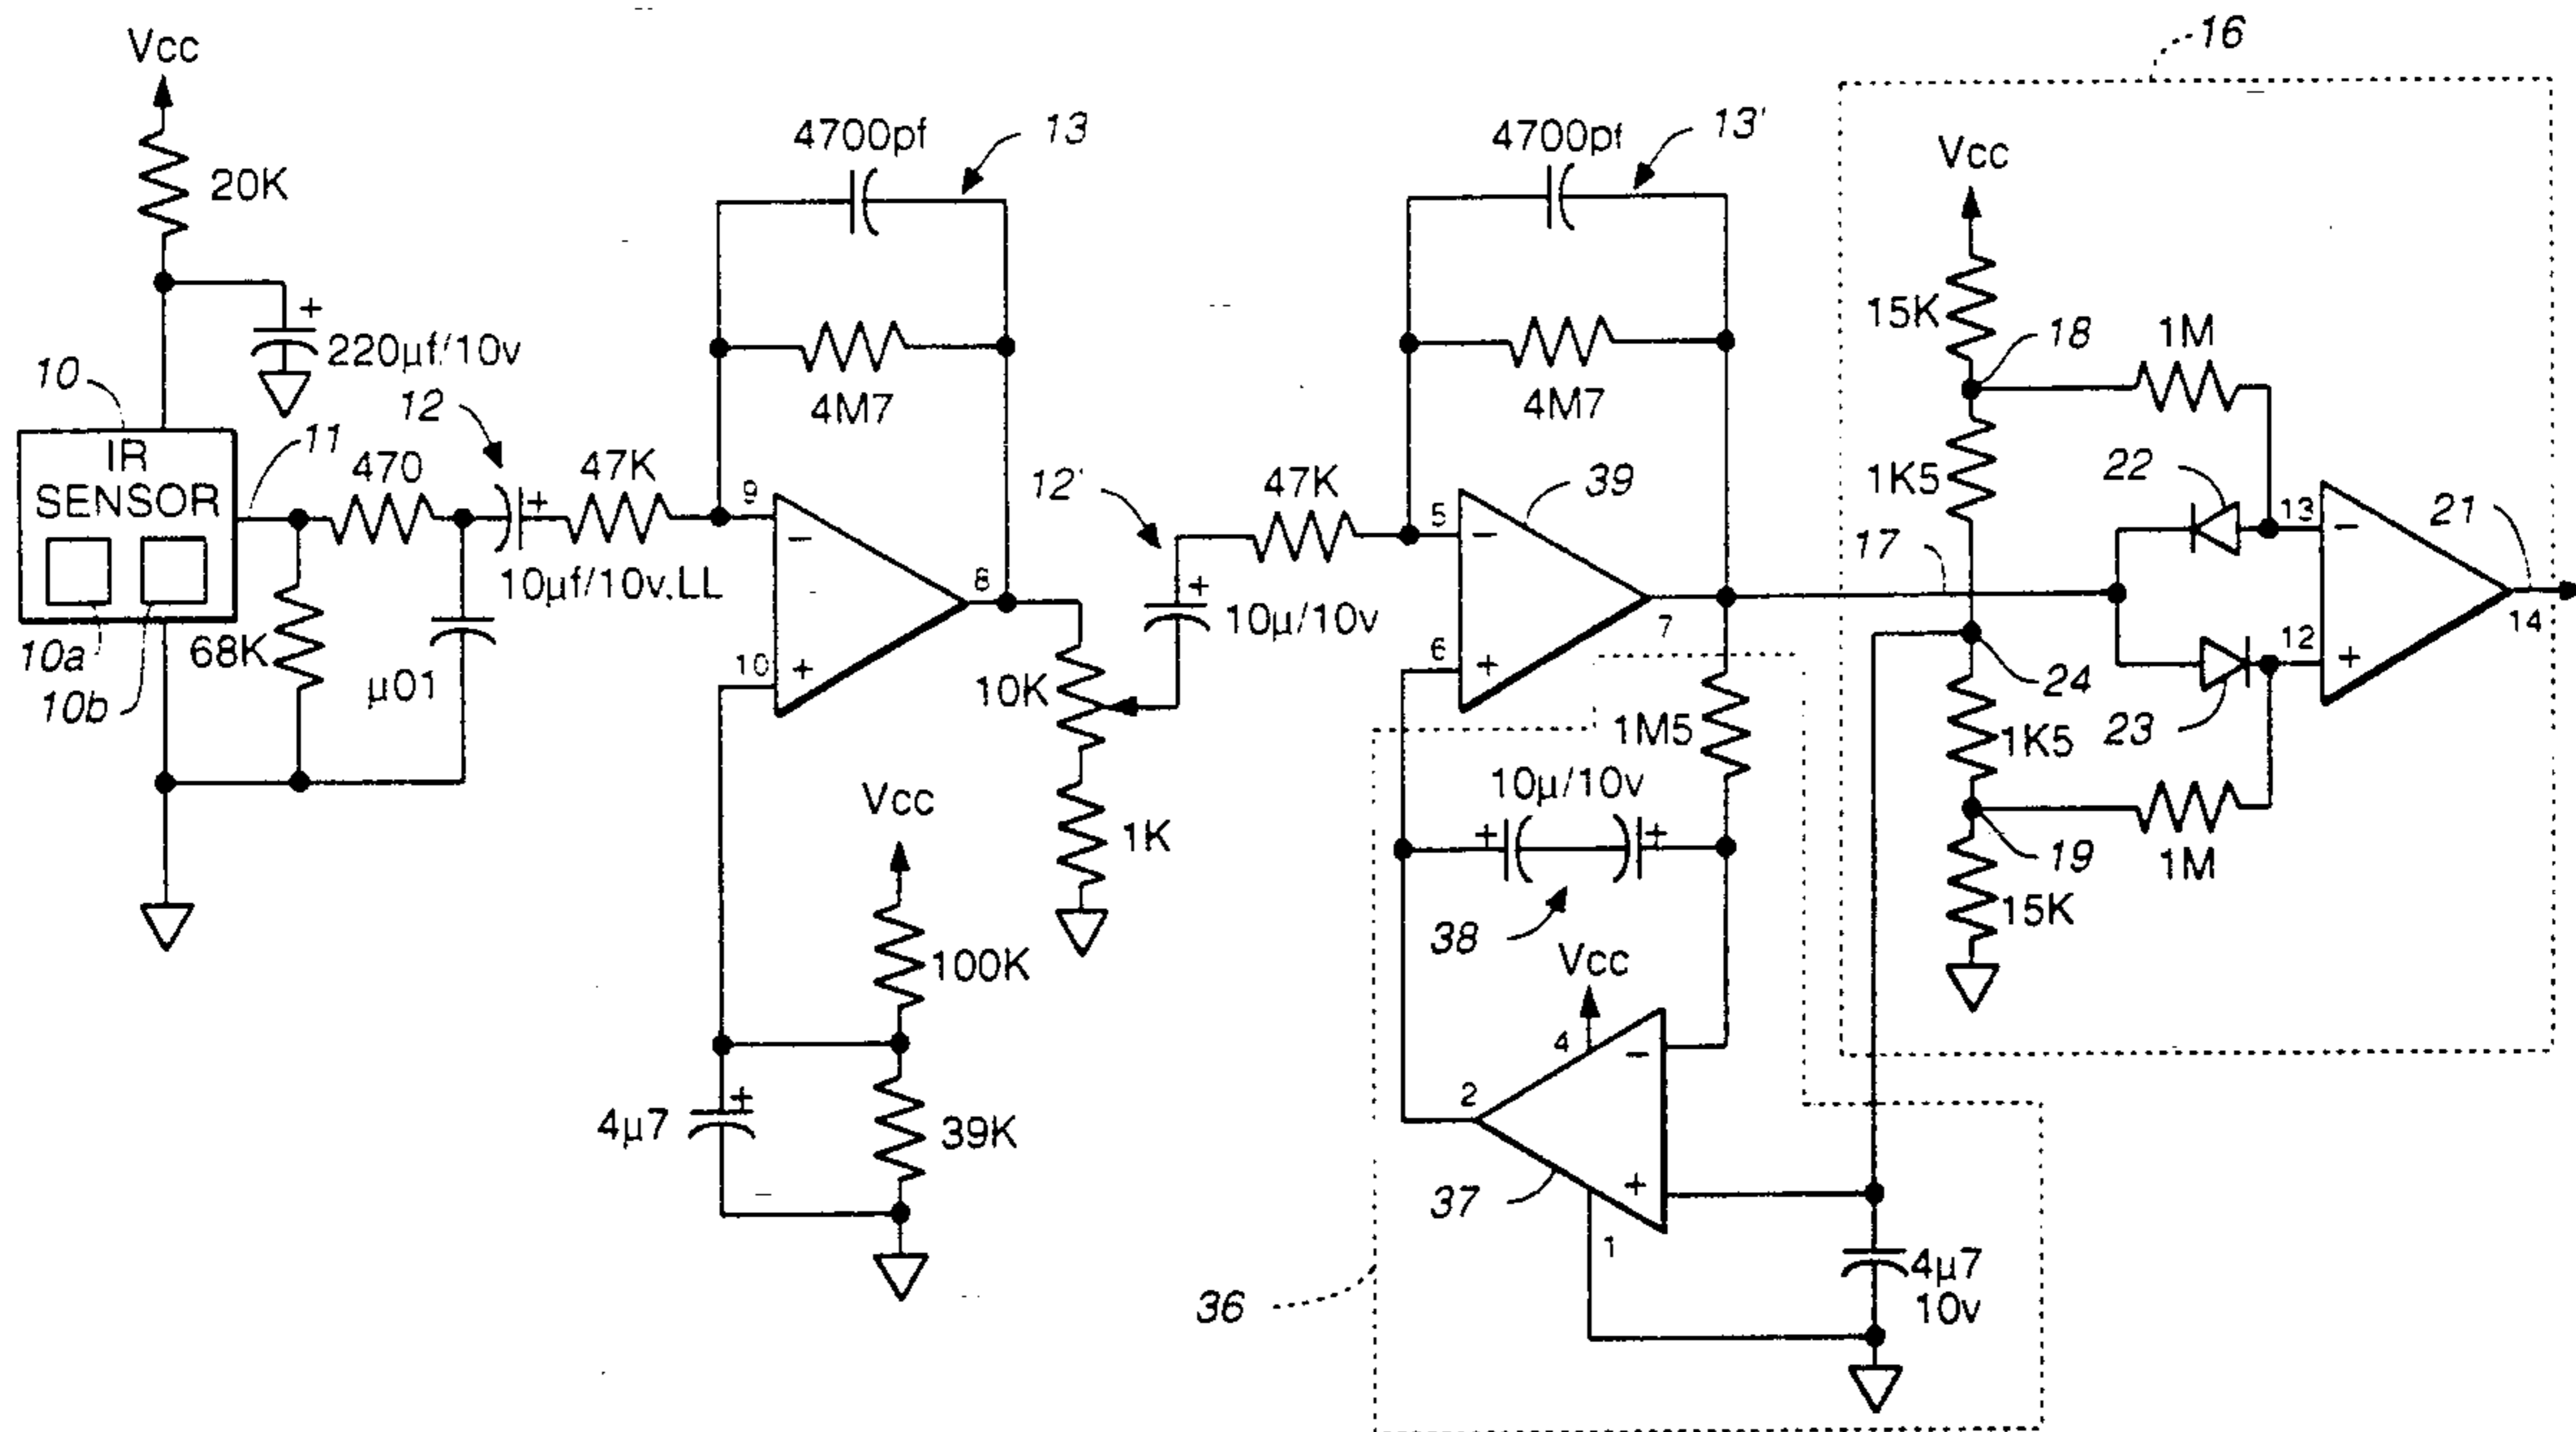 Vcc
20K
220µf/10v
10
IR
SENSOR
10a
10b
11
470
68K
µ01
12
47K
10µf/10v.LL
4700pf
13
4M7
9
−
10
+
8
10K
1K
Vcc
100K
4µ7
+
39K
12'
47K
+
10µ/10v
4700pf
13'
4M7
39
5
−
6
+
7
1M5
10µ/10v
+
+
38
Vcc
4
−
2
+
37
1
36
4µ7
10v
16
Vcc
15K
18
1M
1K5
17
22
13
−
21
14
12
+
24
23
1K5
19
1M
15K